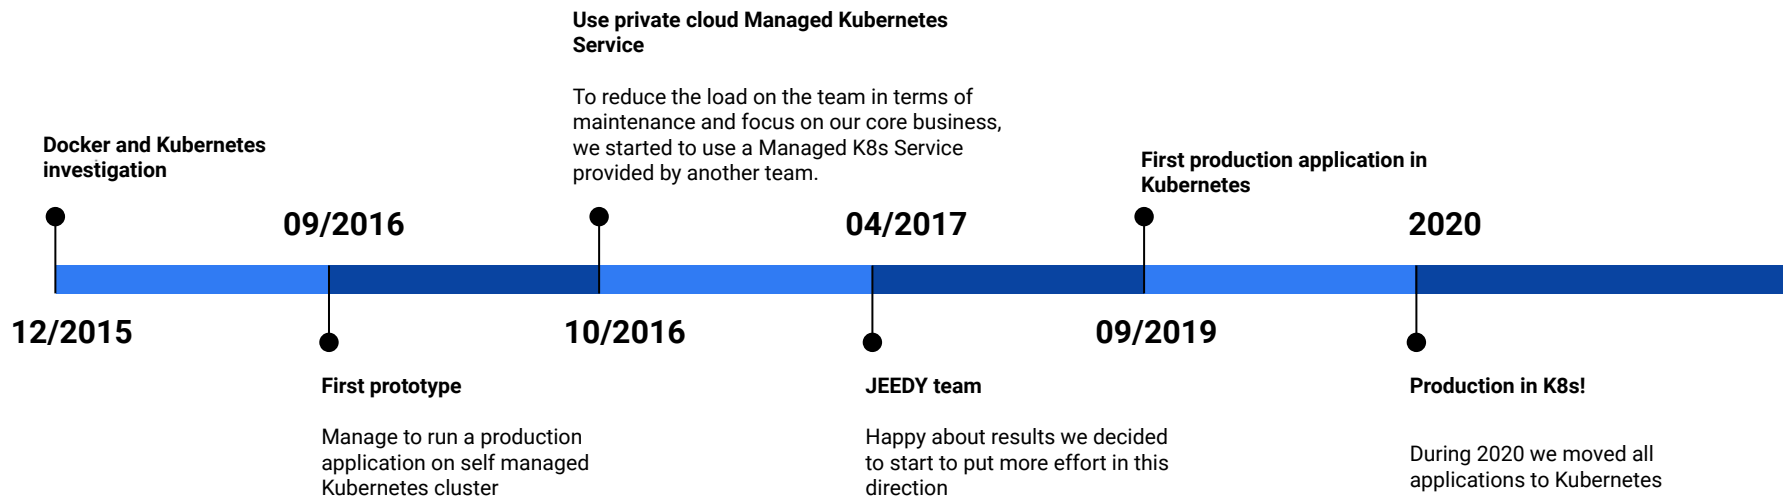 Use private cloud Managed Kubernetes
Service
To reduce the load on the team in terms of
maintenance and focus on our core business,
we started to use a Managed K8s Service
provided by another team.
Docker and Kubernetes
investigation
First production application in
Kubernetes
09/2016
04/2017
2020
12/2015
10/2016
09/2019
First prototype
Manage to run a production
application on self managed
Kubernetes cluster
JEEDY team
Happy about results we decided
to start to put more effort in this
direction
Production in K8s!
During 2020 we moved all
applications to Kubernetes